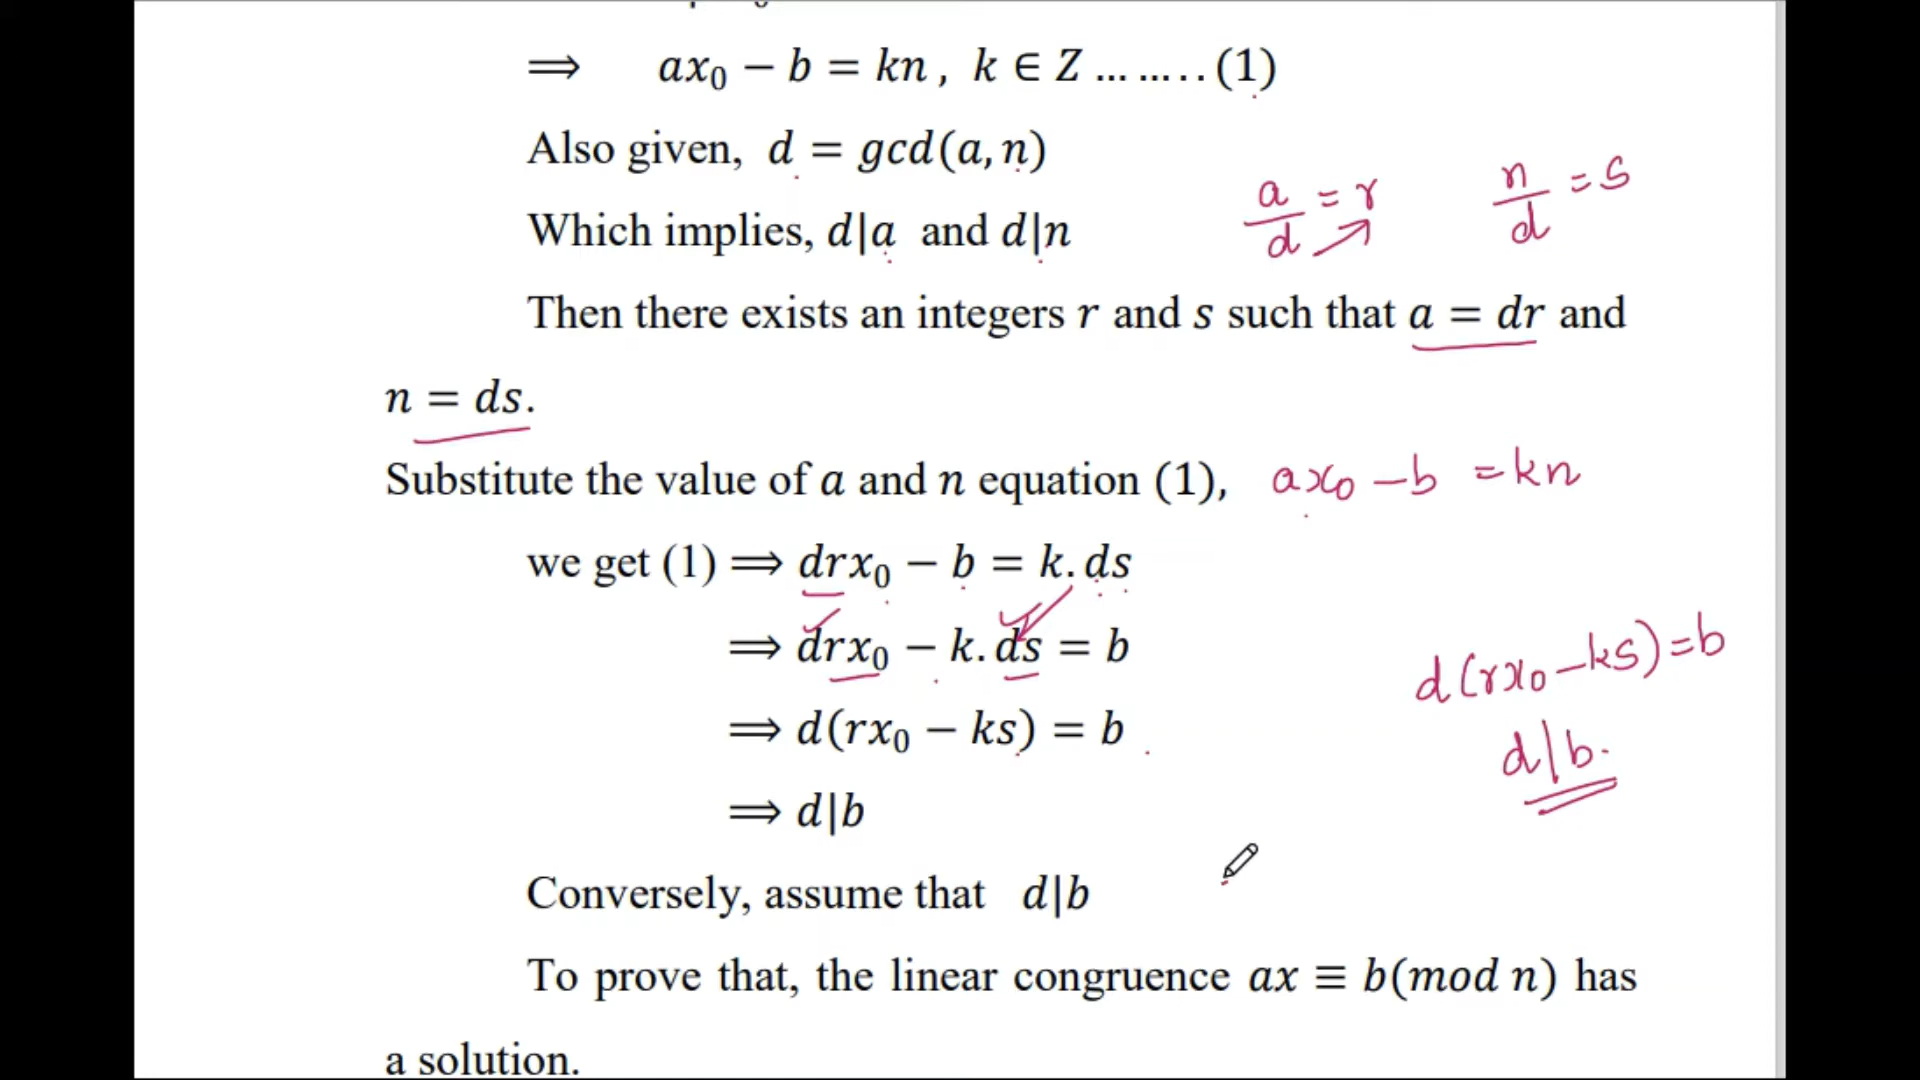 ⟹ ax₀ − b = kn , k ∈ Z … … . . (1)
Also given, d = gcd(a, n)
a/d = r n/d = s
Which implies, d|a and d|n
Then there exists an integers r and s such that a = dr and
n = ds.
Substitute the value of a and n equation (1), ax₀ − b = kn
we get (1) ⟹ drx₀ − b = k. ds
⟹ drx₀ − k. ds = b
d(rx₀ − ks) = b
⟹ d(rx₀ − ks) = b
d|b.
⟹ d|b
Conversely, assume that d|b
To prove that, the linear congruence ax ≡ b(mod n) has
a solution.